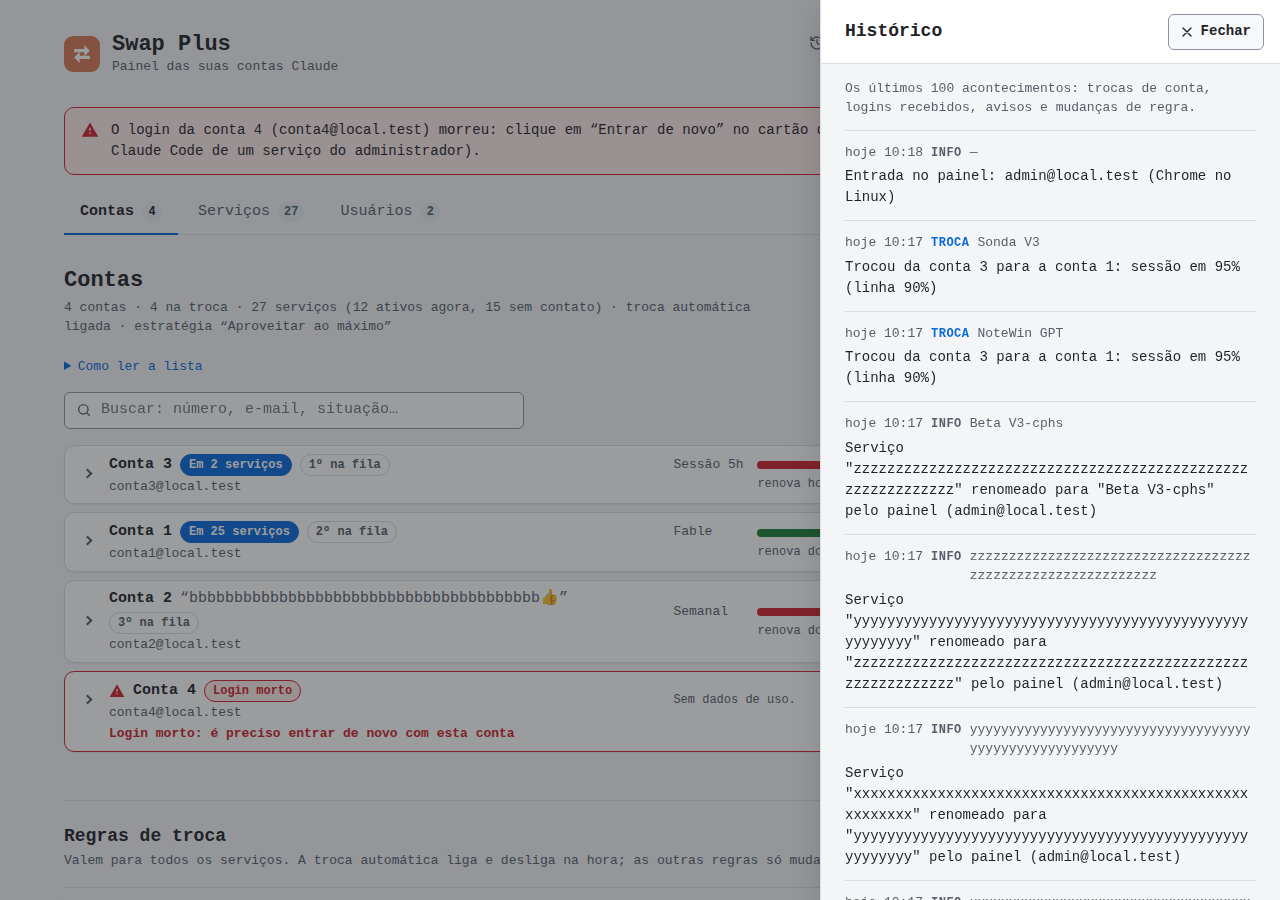 Swap Plus
Painel das suas contas Claude
O login da conta 4 (conta4@local.test) morreu: clique em “Entrar de novo” no cartão
Claude Code de um serviço do administrador).
Contas 4
Serviços 27
Usuários 2
Contas
4 contas · 4 na troca · 27 serviços (12 ativos agora, 15 sem contato) · troca automática
ligada · estratégia “Aproveitar ao máximo”
Como ler a lista
Buscar: número, e-mail, situação…
Conta 3 Em 2 serviços 1º na fila
conta3@local.test
Sessão 5h
renova
Conta 1 Em 25 serviços 2º na fila
conta1@local.test
Fable
renova
Conta 2 “bbbbbbbbbbbbbbbbbbbbbbbbbbbbbbbbbbbbbbb👍”
3º na fila
conta2@local.test
Semanal
renova
Conta 4 Login morto
conta4@local.test
Login morto: é preciso entrar de novo com esta conta
Sem dados de uso.
Regras de troca
Valem para todos os serviços. A troca automática liga e desliga na hora; as outras regras só
Histórico
Fechar
Os últimos 100 acontecimentos: trocas de conta,
logins recebidos, avisos e mudanças de regra.
hoje 10:18 INFO —
Entrada no painel: admin@local.test (Chrome no
Linux)
hoje 10:17 TROCA Sonda V3
Trocou da conta 3 para a conta 1: sessão em 95%
(linha 90%)
hoje 10:17 TROCA NoteWin GPT
Trocou da conta 3 para a conta 1: sessão em 95%
(linha 90%)
hoje 10:17 INFO Beta V3-cphs
Serviço
"zzzzzzzzzzzzzzzzzzzzzzzzzzzzzzzzzzzzzzzzzzzzzzz
zzzzzzzzzzzzz" renomeado para "Beta V3-cphs"
pelo painel (admin@local.test)
hoje 10:17 INFO zzzzzzzzzzzzzzzzzzzzzzzzzzzzzzzzzzzz
zzzzzzzzzzzzzzzzzzzzzzzz
Serviço
"yyyyyyyyyyyyyyyyyyyyyyyyyyyyyyyyyyyyyyyyyyyyyyy
yyyyyyyy" renomeado para
"zzzzzzzzzzzzzzzzzzzzzzzzzzzzzzzzzzzzzzzzzzzzzzz
zzzzzzzzzzzzz" pelo painel (admin@local.test)
hoje 10:17 INFO yyyyyyyyyyyyyyyyyyyyyyyyyyyyyyyyyyyy
yyyyyyyyyyyyyyyyyyy
Serviço
"xxxxxxxxxxxxxxxxxxxxxxxxxxxxxxxxxxxxxxxxxxxxxxx
xxxxxxxx" renomeado para
"yyyyyyyyyyyyyyyyyyyyyyyyyyyyyyyyyyyyyyyyyyyyyyy
yyyyyyyy" pelo painel (admin@local.test)
hoje 10:17 INFO